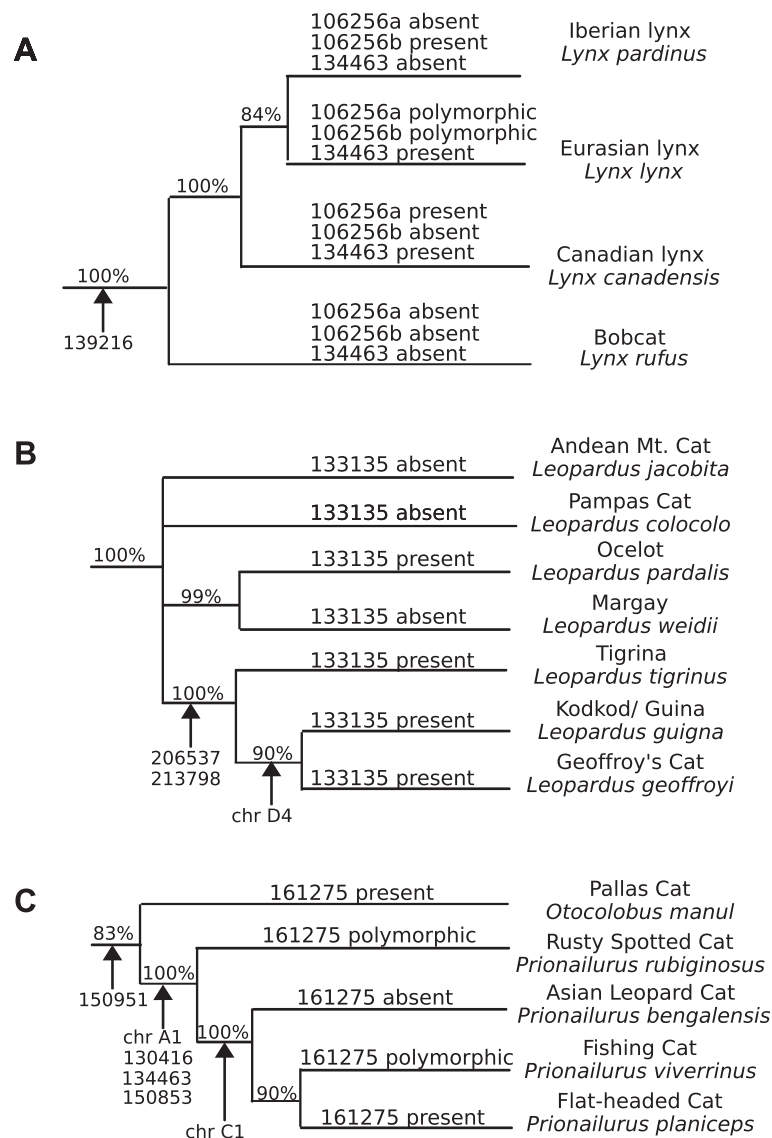 A
106256a absent
106256b present
134463 absent
Iberian lynx
Lynx pardinus
84%
106256a polymorphic
106256b polymorphic
134463 present
Eurasian lynx
Lynx lynx
100%
106256a present
106256b absent
134463 present
Canadian lynx
Lynx canadensis
100%
139216
106256a absent
106256b absent
134463 absent
Bobcat
Lynx rufus
B
133135 absent
Andean Mt. Cat
Leopardus jacobita
133135 absent
Pampas Cat
Leopardus colocolo
100%
133135 present
Ocelot
Leopardus pardalis
99%
133135 absent
Margay
Leopardus weidii
133135 present
Tigrina
Leopardus tigrinus
100%
206537
213798
133135 present
Kodkod/ Guina
Leopardus guigna
90%
chr D4
133135 present
Geoffroy's Cat
Leopardus geoffroyi
C
161275 present
Pallas Cat
Otocolobus manul
83%
150951
161275 polymorphic
Rusty Spotted Cat
Prionailurus rubiginosus
100%
chr A1
130416
134463
150853
161275 absent
Asian Leopard Cat
Prionailurus bengalensis
100%
chr C1
161275 polymorphic
Fishing Cat
Prionailurus viverrinus
90%
161275 present
Flat-headed Cat
Prionailurus planiceps